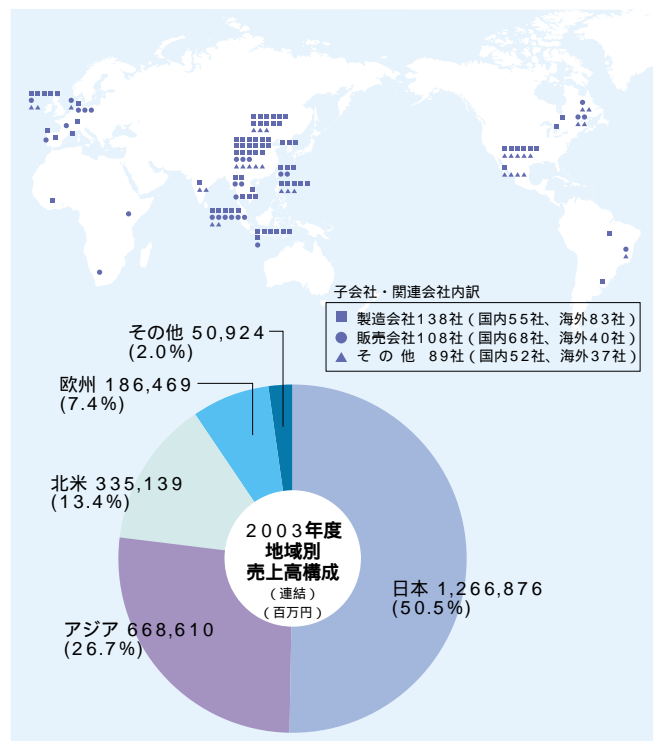 子会社・関連会社内訳
■ 製造会社138社(国内55社、海外83社)
● 販売会社108社(国内68社、海外40社)
▲ そ の 他 89社(国内52社、海外37社)
その他 50,924
(2.0%)
欧州 186,469
(7.4%)
北米 335,139
(13.4%)
2003年度
地域別
売上高構成
(連結)
(百万円)
日本 1,266,876
(50.5%)
アジア 668,610
(26.7%)